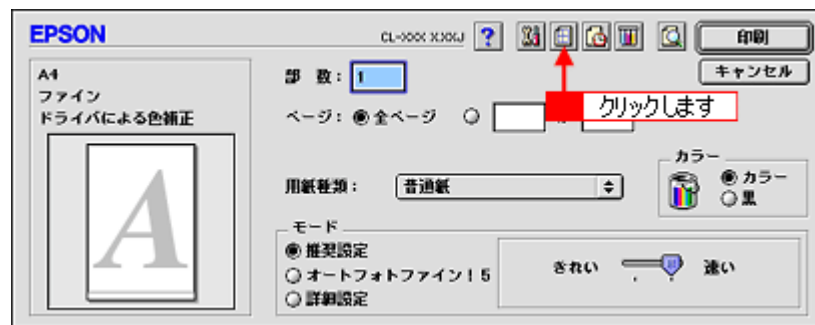 EPSON
CL-XXXX X.XXJ
?
印刷
A4
ファイン
ドライバによる色補正
A
部 数：1
キャンセル
ページ：全ページ
クリックします
用紙種類：普通紙
カラー
カラー
黒
モード
推奨設定
オートフォトファイン！5
詳細設定
きれい 速い